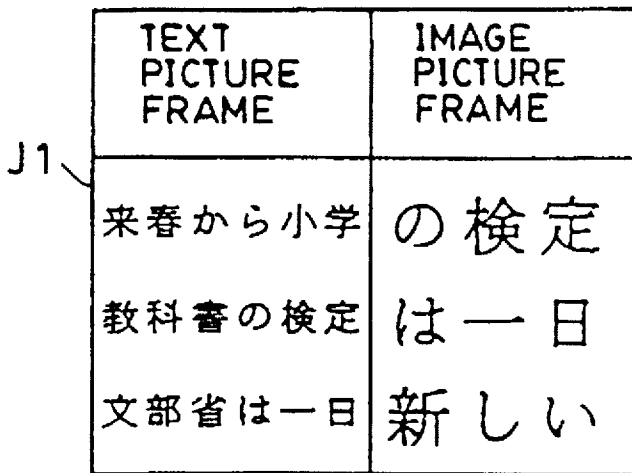 TEXT
PICTURE
FRAME
IMAGE
PICTURE
FRAME
J1
来春から小学
教科書の検定
文部省は一日
の検定
は一日
新しい